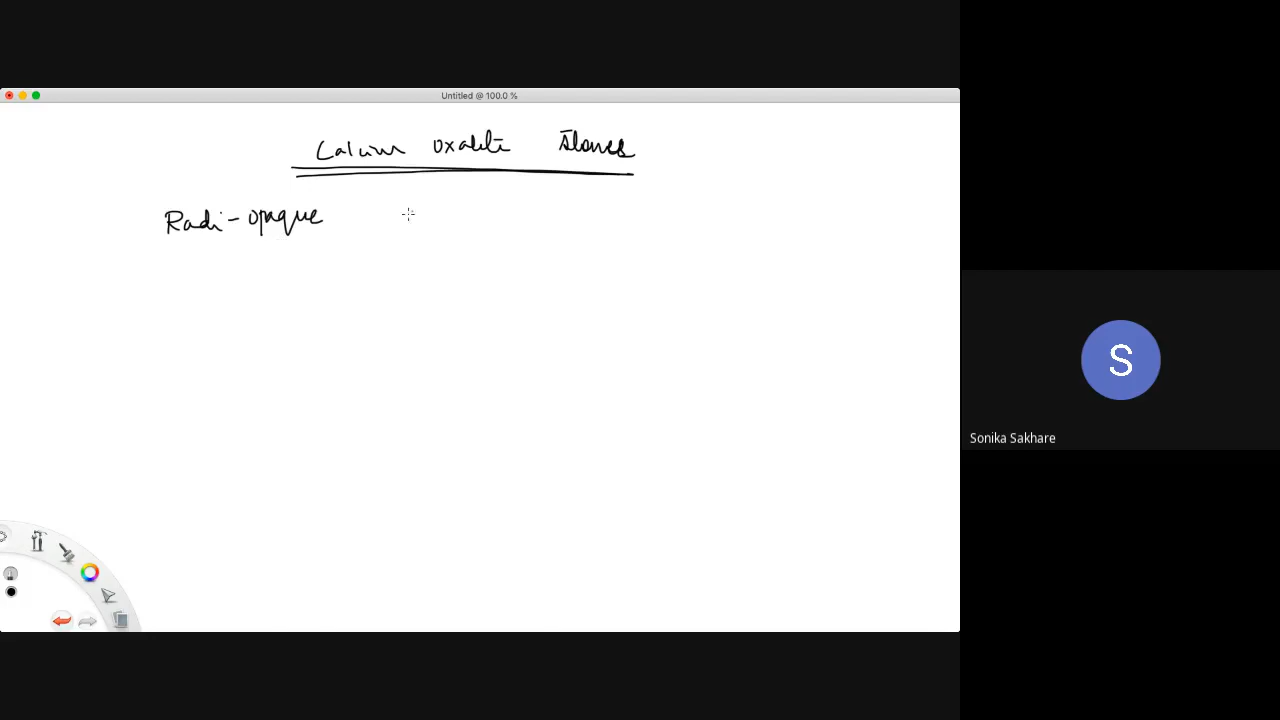 Untitled @ 100.0 %
Calcium oxalate stones
Radi-opaque
S
Sonika Sakhare